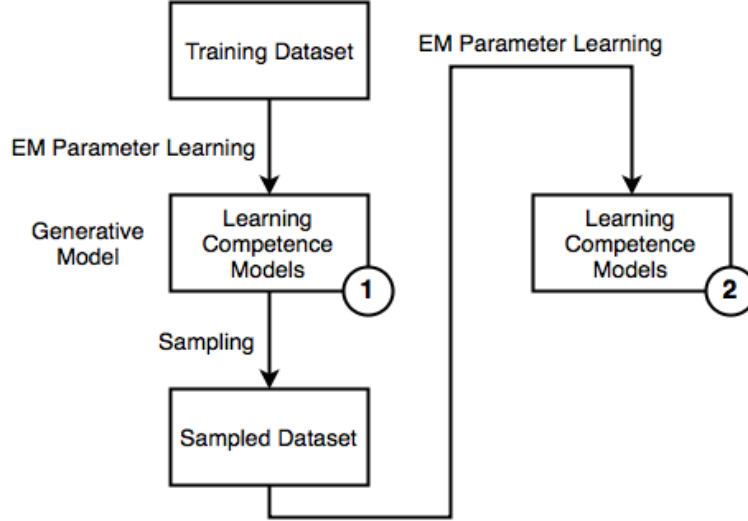 Training Dataset
EM Parameter Learning
EM Parameter Learning
Generative
Model
Learning
Competence
Models
1
Learning
Competence
Models
2
Sampling
Sampled Dataset